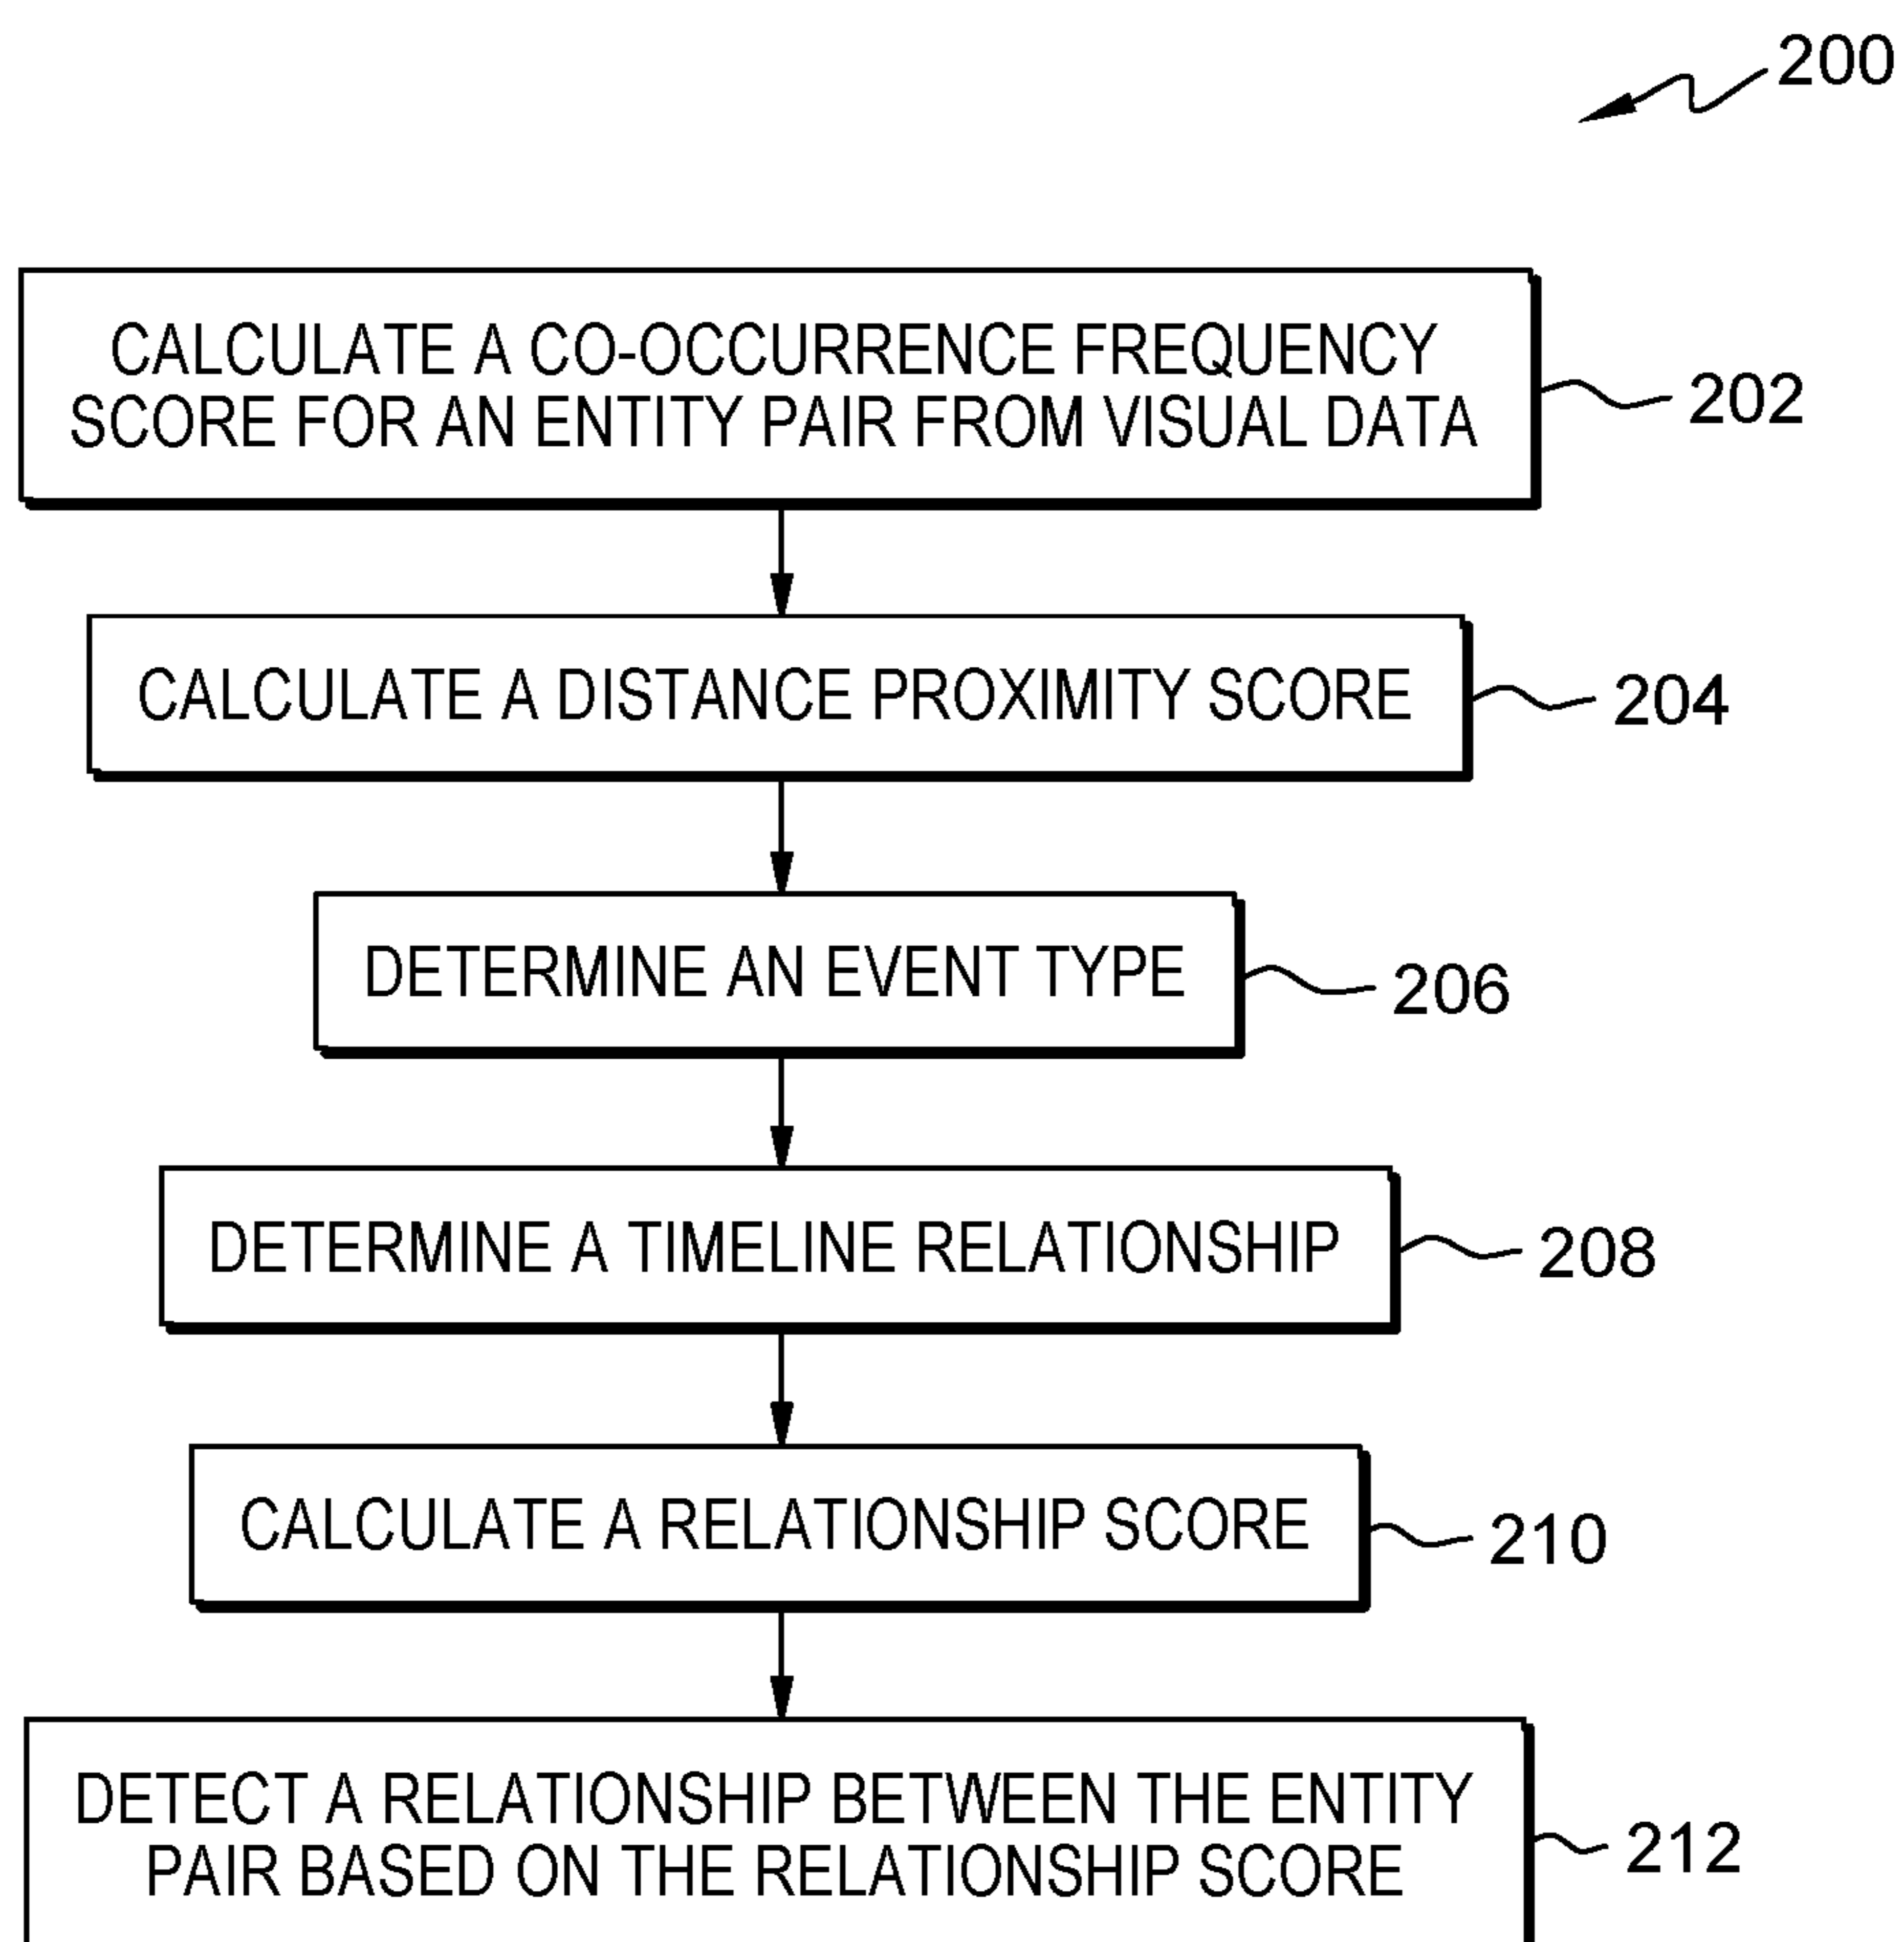 200
CALCULATE A CO-OCCURRENCE FREQUENCY
SCORE FOR AN ENTITY PAIR FROM VISUAL DATA
202
CALCULATE A DISTANCE PROXIMITY SCORE
204
DETERMINE AN EVENT TYPE
206
DETERMINE A TIMELINE RELATIONSHIP
208
CALCULATE A RELATIONSHIP SCORE
210
DETECT A RELATIONSHIP BETWEEN THE ENTITY
PAIR BASED ON THE RELATIONSHIP SCORE
212